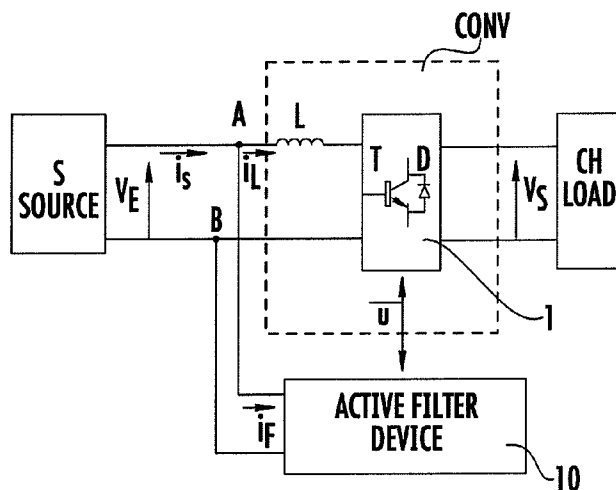 CONV
A
L
S
SOURCE
V_E
i_s
i_L
T
D
V_S
CH
LOAD
B
u
1
i_F
ACTIVE FILTER
DEVICE
10